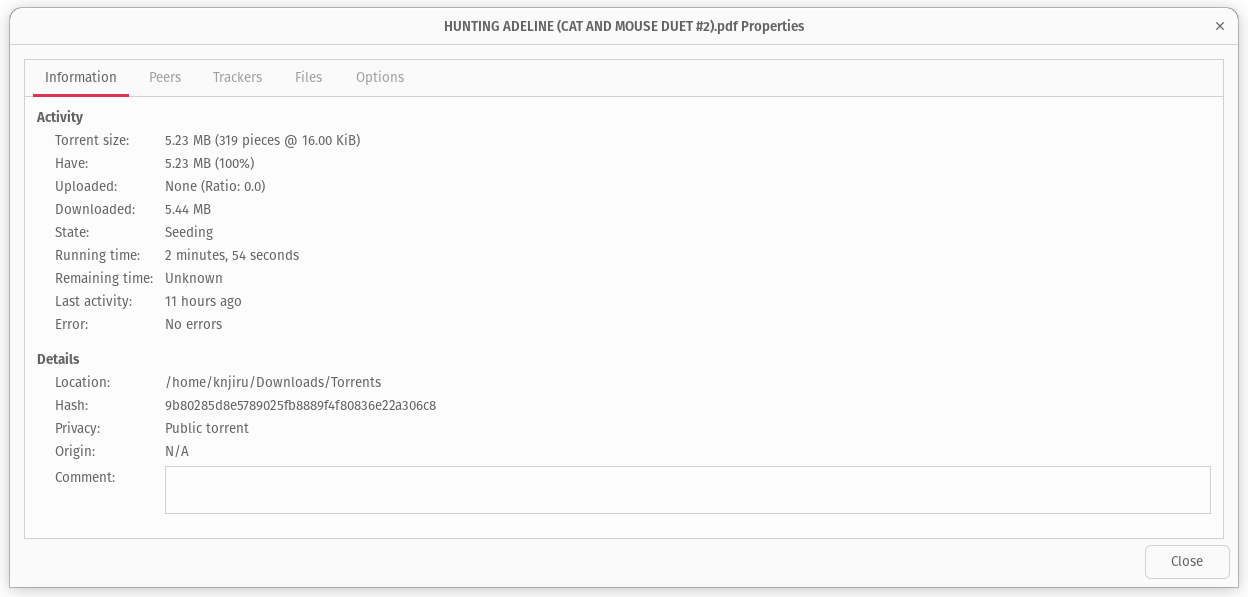 HUNTING ADELINE (CAT AND MOUSE DUET #2).pdf Properties
Information Peers Trackers Files Options
Activity
Torrent size: 5.23 MB (319 pieces @ 16.00 KiB)
Have: 5.23 MB (100%)
Uploaded: None (Ratio: 0.0)
Downloaded: 5.44 MB
State: Seeding
Running time: 2 minutes, 54 seconds
Remaining time: Unknown
Last activity: 11 hours ago
Error: No errors
Details
Location: /home/knjiru/Downloads/Torrents
Hash: 9b80285d8e5789025fb8889f4f80836e22a306c8
Privacy: Public torrent
Origin: N/A
Comment:
Close